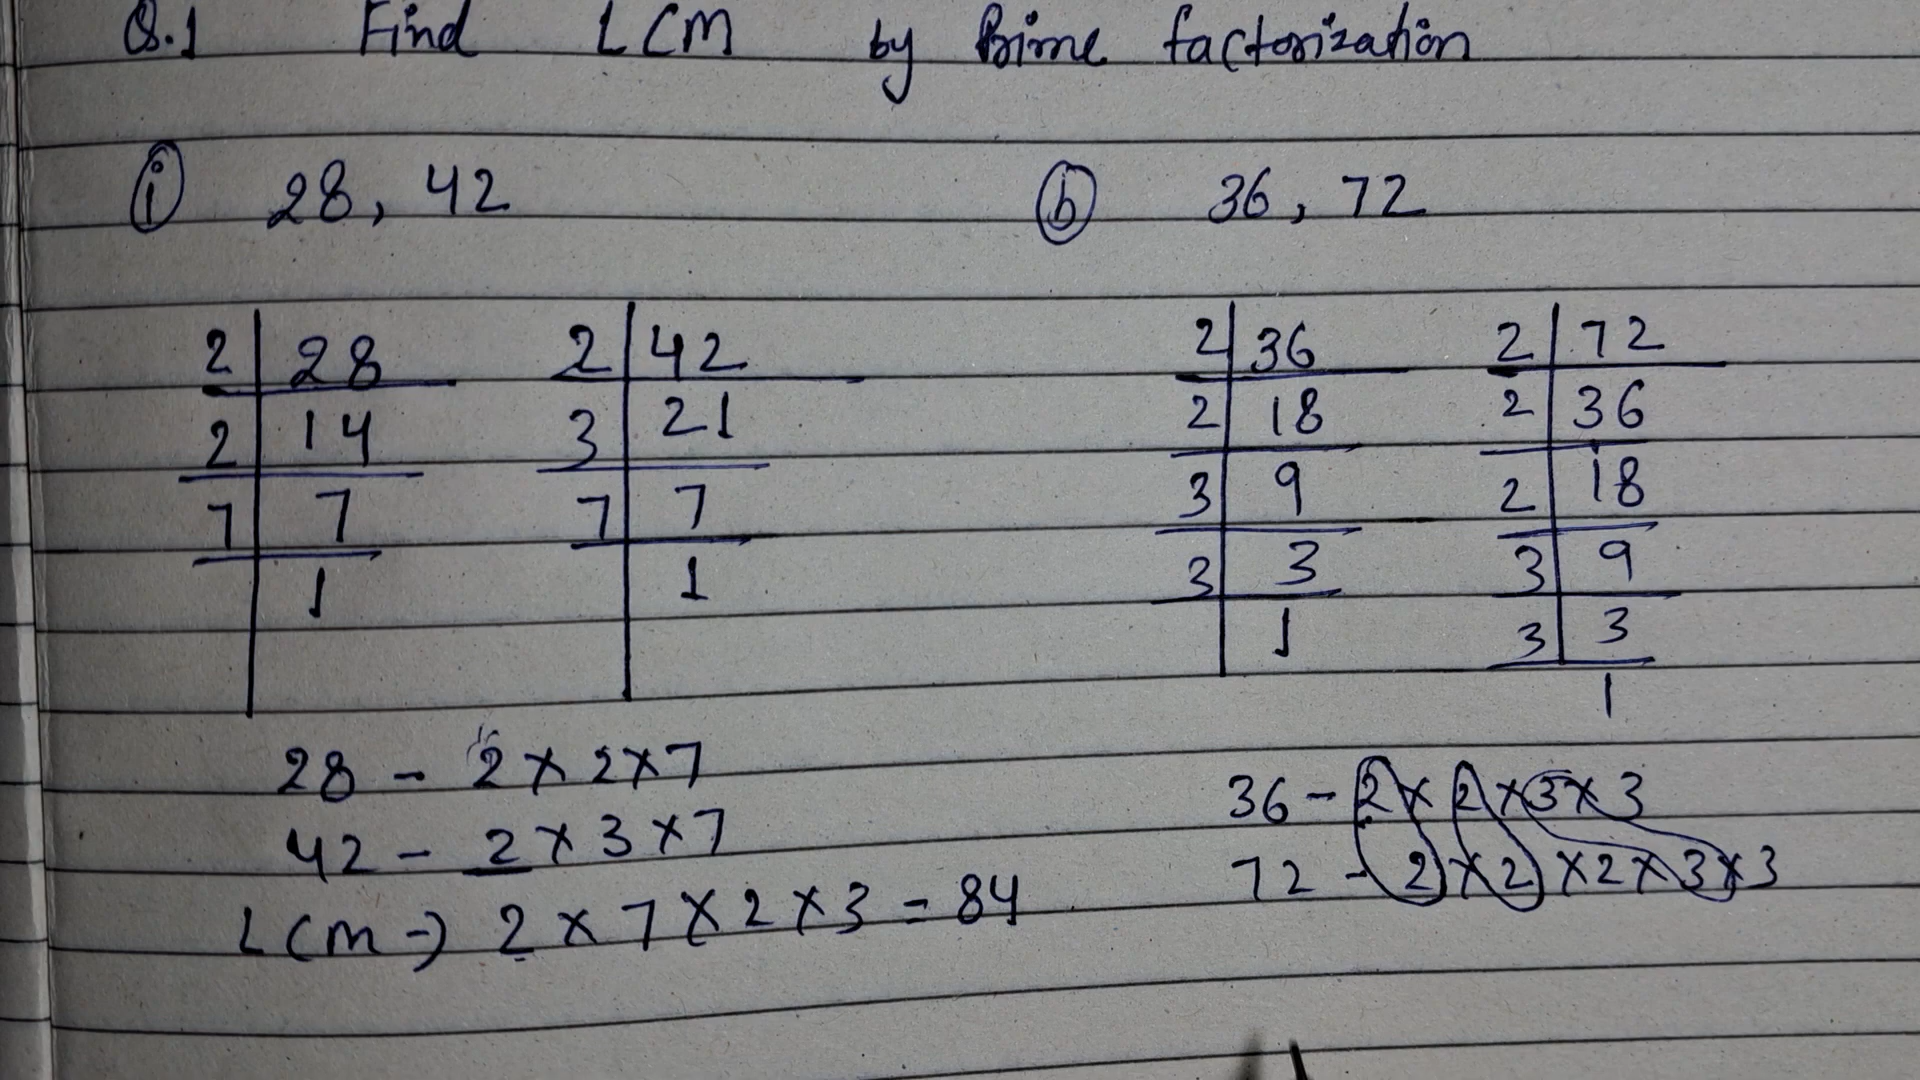 Q.1 Find LCM by Prime factorization
(i) 28, 42
2 | 28
2 | 14
7 | 7
1
2 | 42
3 | 21
7 | 7
1
28 - 2 × 2 × 7
42 - 2 × 3 × 7
LCM → 2 × 7 × 2 × 3 = 84
(b) 36, 72
2 | 36
2 | 18
3 | 9
3 | 3
1
2 | 72
2 | 36
2 | 18
3 | 9
3 | 3
1
36 - 2 × 2 × 3 × 3
72 - 2 × 2 × 2 × 3 × 3